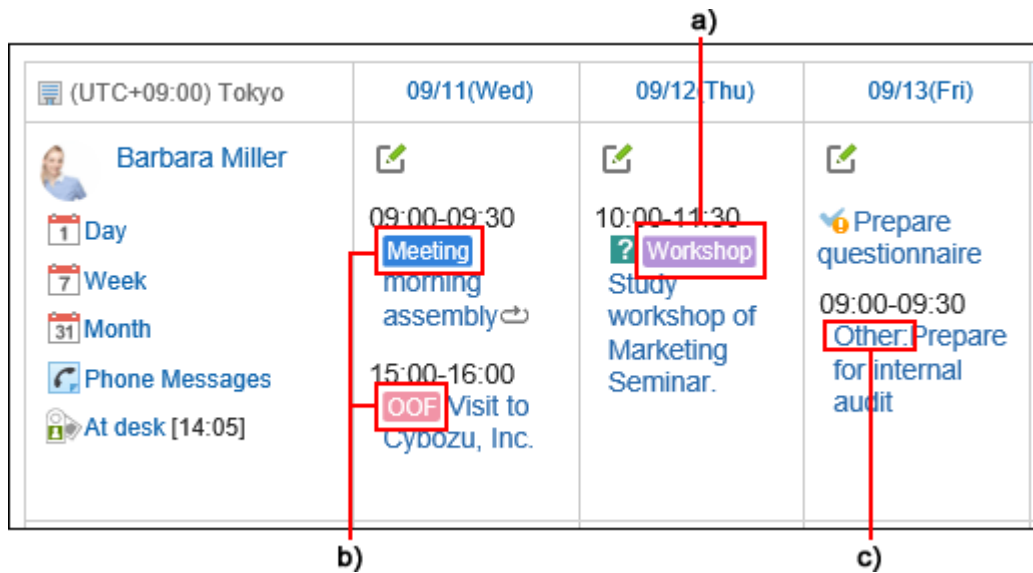 a)
(UTC+09:00) Tokyo
09/11(Wed)
09/12(Thu)
09/13(Fri)
Barbara Miller
1 Day
7 Week
31 Month
Phone Messages
At desk [14:05]
09:00-09:30
Meeting
morning
assembly
15:00-16:00
OOF Visit to
Cybozu, Inc.
10:00-11:30
? Workshop
Study
workshop of
Marketing
Seminar.
Prepare
questionnaire
09:00-09:30
Other:Prepare
for internal
audit
b)
c)